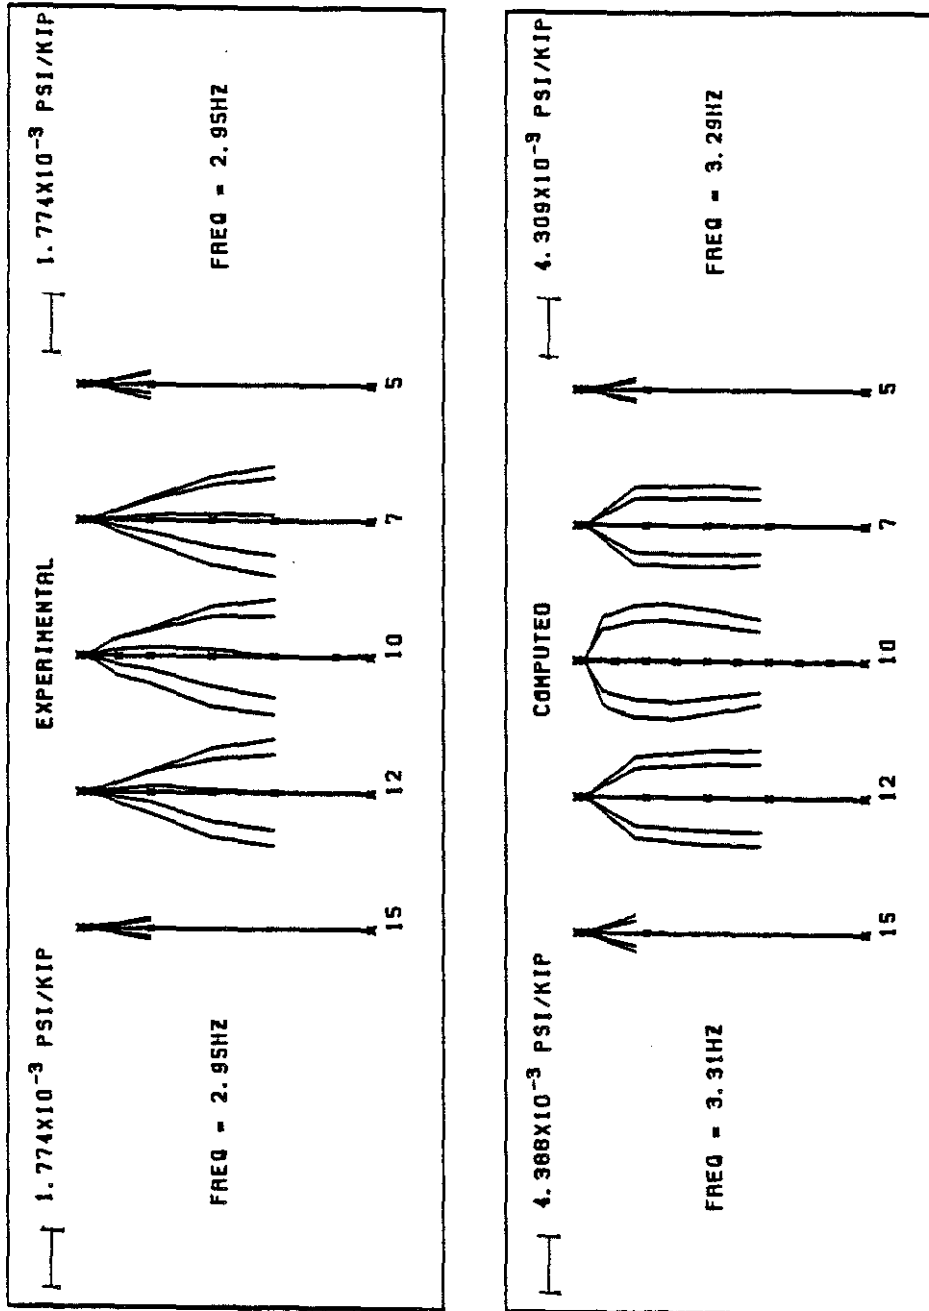 1.774X10⁻³ PSI/KIP
EXPERIMENTAL
1.774X10⁻³ PSI/KIP
FREQ = 2.95HZ
FREQ = 2.95HZ
15
12
10
7
5
4.388X10⁻³ PSI/KIP
COMPUTED
4.309X10⁻³ PSI/KIP
FREQ = 3.31HZ
FREQ = 3.29HZ
15
12
10
7
5